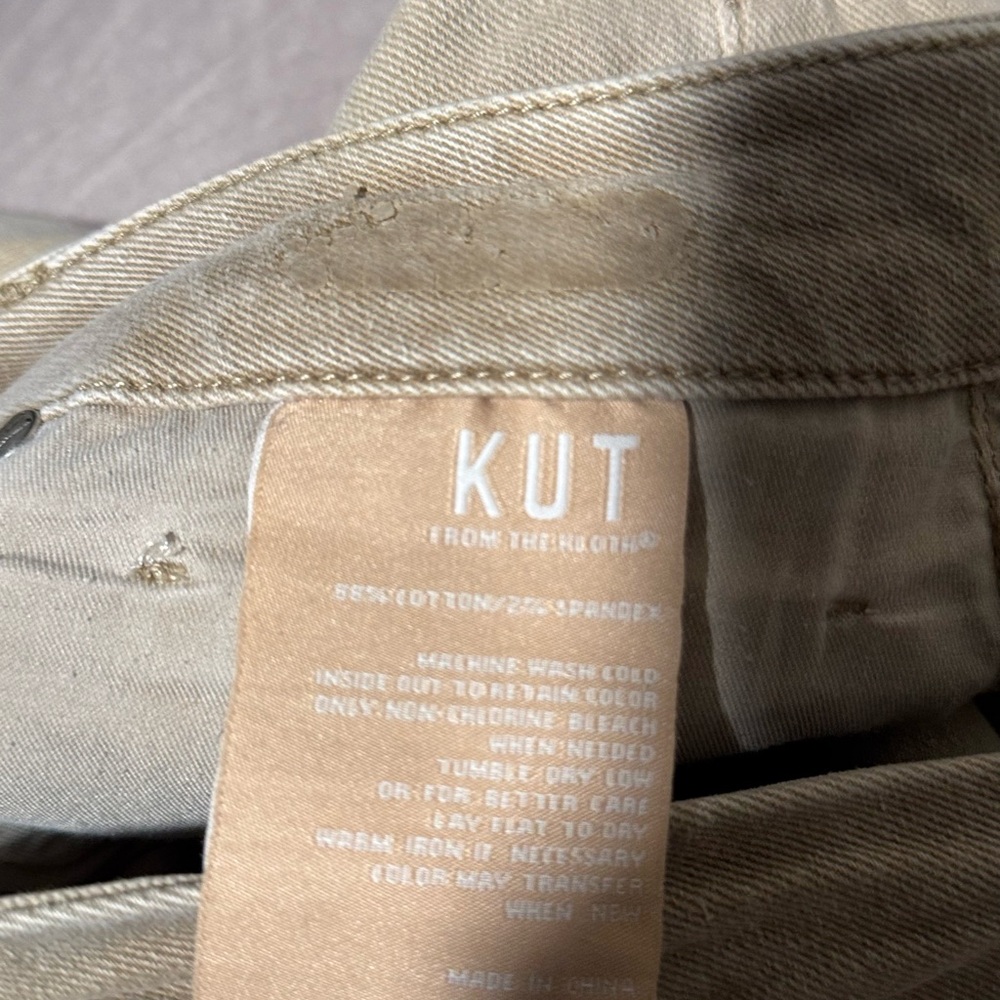 KUT
FROM THE KLOTH®
98% COTTON/2% SPANDEX
MACHINE WASH COLD
INSIDE OUT TO RETAIN COLOR
ONLY NON-CHLORINE BLEACH
WHEN NEEDED
TUMBLE DRY LOW
OR FOR BETTER CARE
LAY FLAT TO DRY
WARM IRON IF NECESSARY
COLOR MAY TRANSFER
WHEN NEW
MADE IN CHINA